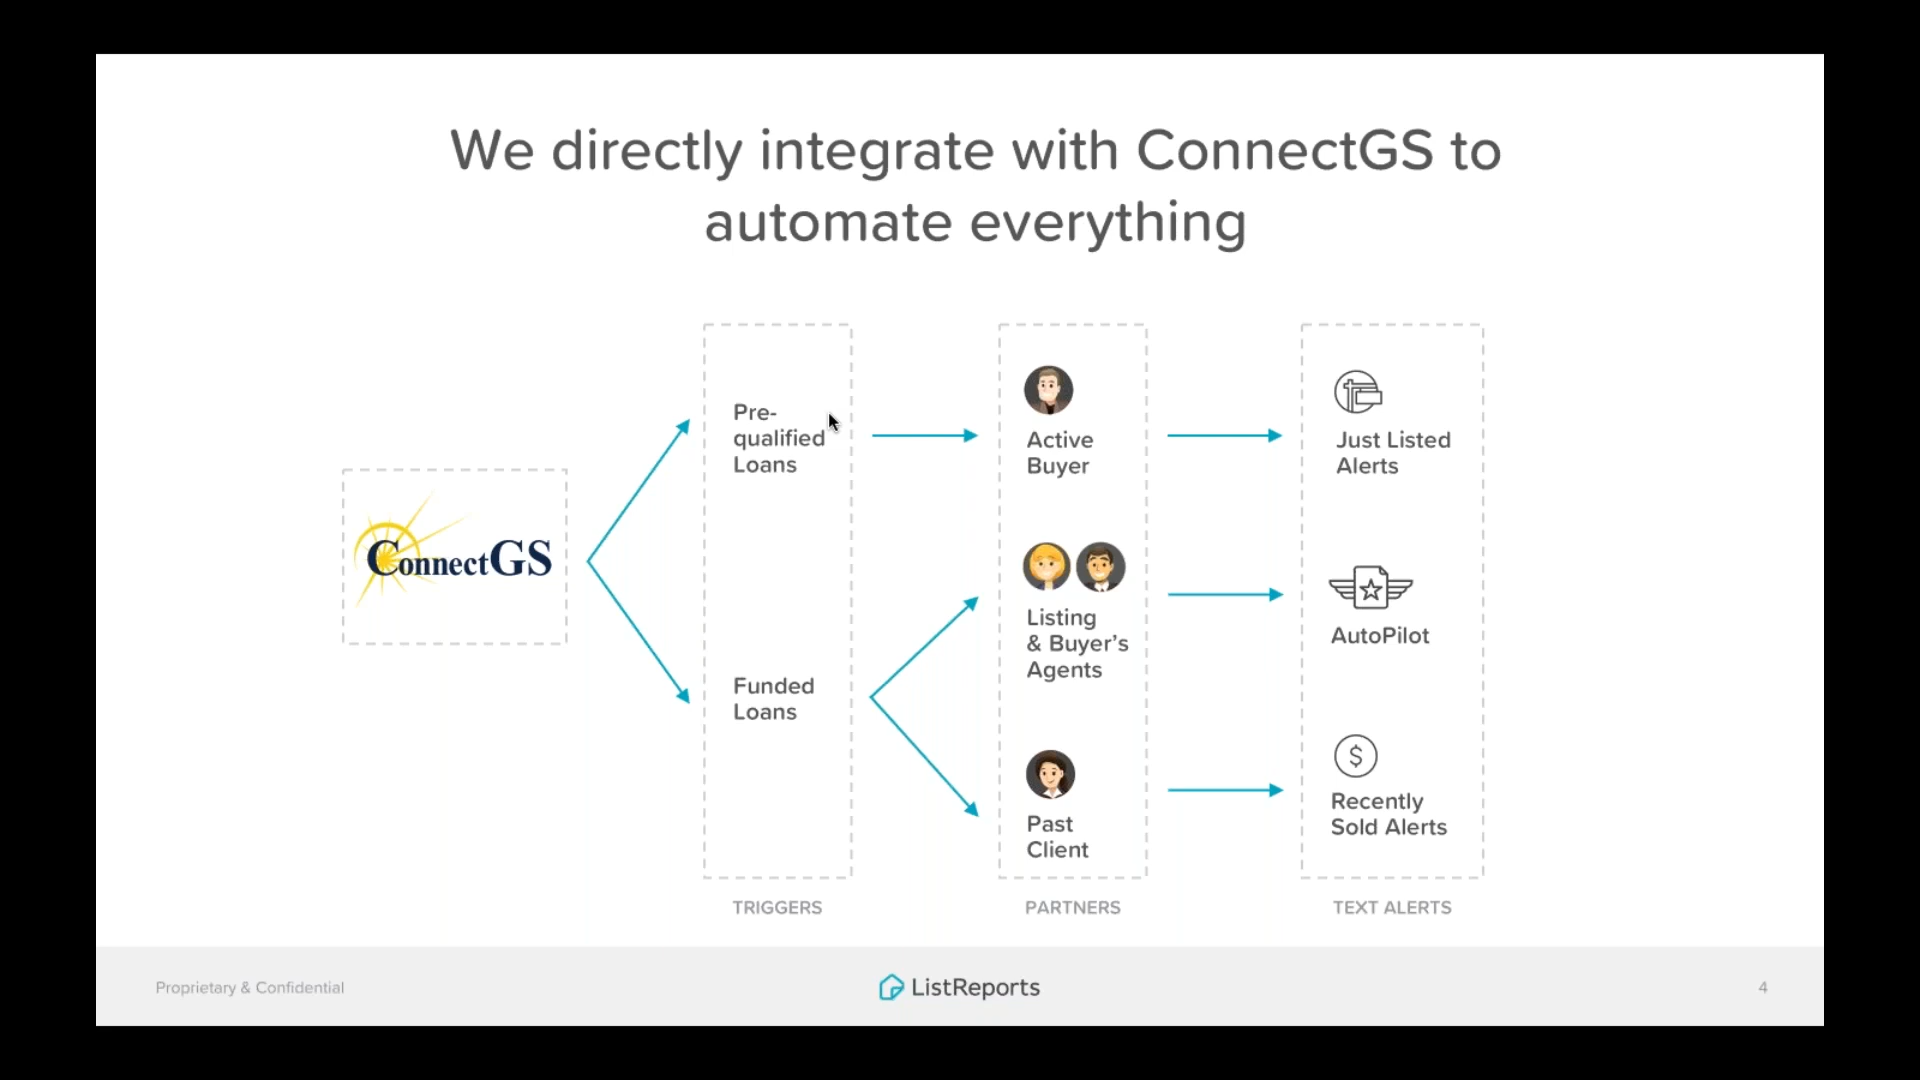 We directly integrate with ConnectGS to
automate everything
ConnectGS
Pre-
qualified
Loans
Funded
Loans
TRIGGERS
Active
Buyer
Listing
& Buyer’s
Agents
Past
Client
PARTNERS
Just Listed
Alerts
AutoPilot
$
Recently
Sold Alerts
TEXT ALERTS
Proprietary & Confidential
ListReports
4